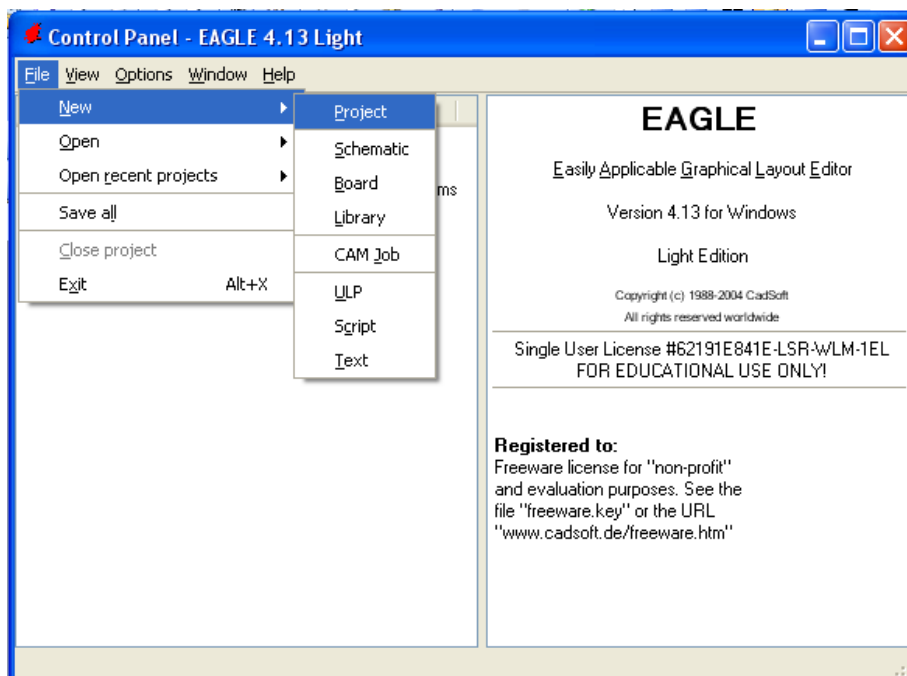 Control Panel - EAGLE 4.13 Light
File View Options Window Help
New
Open
Open recent projects
Save all
Close project
Exit Alt+X
Project
Schematic
Board
Library
CAM Job
ULP
Script
Text
ms
EAGLE
Easily Applicable Graphical Layout Editor
Version 4.13 for Windows
Light Edition
Copyright (c) 1988-2004 CadSoft
All rights reserved worldwide
Single User License #62191E841E-LSR-WLM-1EL
FOR EDUCATIONAL USE ONLY!
Registered to:
Freeware license for "non-profit"
and evaluation purposes. See the
file "freeware.key" or the URL
"www.cadsoft.de/freeware.htm"